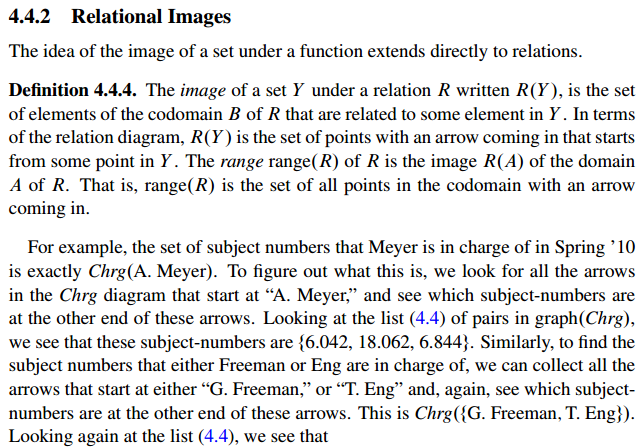 4.4.2 Relational Images
The idea of the image of a set under a function extends directly to relations.
Definition 4.4.4. The image of a set Y under a relation R written R(Y), is the set
of elements of the codomain B of R that are related to some element in Y. In terms
of the relation diagram, R(Y) is the set of points with an arrow coming in that starts
from some point in Y. The range range(R) of R is the image R(A) of the domain
A of R. That is, range(R) is the set of all points in the codomain with an arrow
coming in.
For example, the set of subject numbers that Meyer is in charge of in Spring ’10
is exactly Chrg(A. Meyer). To figure out what this is, we look for all the arrows
in the Chrg diagram that start at “A. Meyer,” and see which subject-numbers are
at the other end of these arrows. Looking at the list (4.4) of pairs in graph(Chrg),
we see that these subject-numbers are {6.042, 18.062, 6.844}. Similarly, to find the
subject numbers that either Freeman or Eng are in charge of, we can collect all the
arrows that start at either “G. Freeman,” or “T. Eng” and, again, see which subject-
numbers are at the other end of these arrows. This is Chrg({G. Freeman, T. Eng}).
Looking again at the list (4.4), we see that